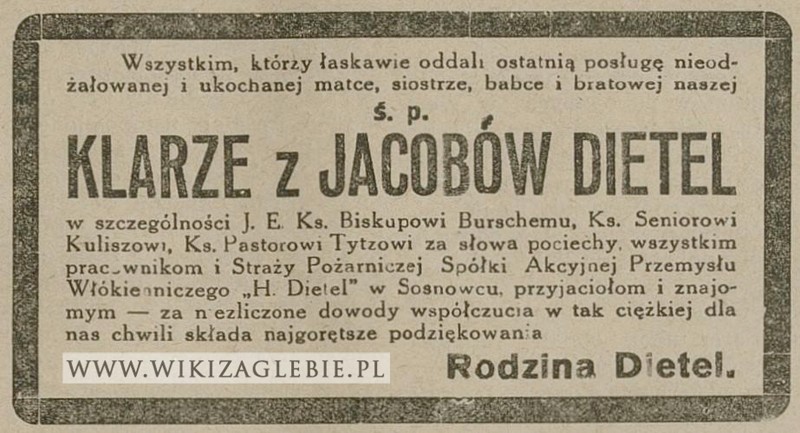 Wszystkim, którzy łaskawie oddali ostatnią posługę nieod-
żałowanej i ukochanej matce, siostrze, babce i bratowej naszej
ś. p.
KLARZE z JACOBÓW DIETEL
w szczególności J. E. Ks. Biskupowi Burschemu, Ks. Seniorowi
Kuliszowi, Ks. Pastorowi Tytzowi za słowa pociechy, wszystkim
pracownikom i Straży Pożarniczej Spółki Akcyjnej Przemysłu
Włókienniczego „H. Dietel" w Sosnowcu, przyjaciołom i znajo-
mym — za niezliczone dowody współczucia w tak ciężkiej dla
nas chwili składa najgorętsze podziękowania
Rodzina Dietel.
WWW.WIKIZAGLEBIE.PL